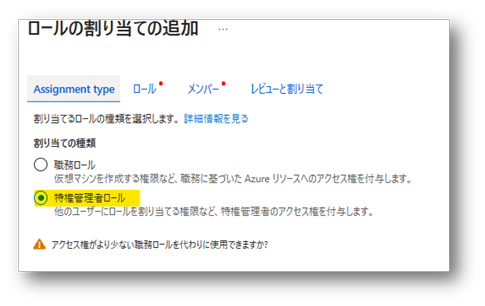 ロールの割り当ての追加 …
Assignment type ロール メンバー レビューと割り当て
割り当てるロールの種類を選択します。 詳細情報を見る
割り当ての種類
職務ロール
仮想マシンを作成する権限など、職務に基づいた Azure リソースへのアクセス権を付与します。
特権管理者ロール
他のユーザーにロールを割り当てる権限など、特権管理者のアクセス権を付与します。
アクセス権がより少ない職務ロールを代わりに使用できますか?